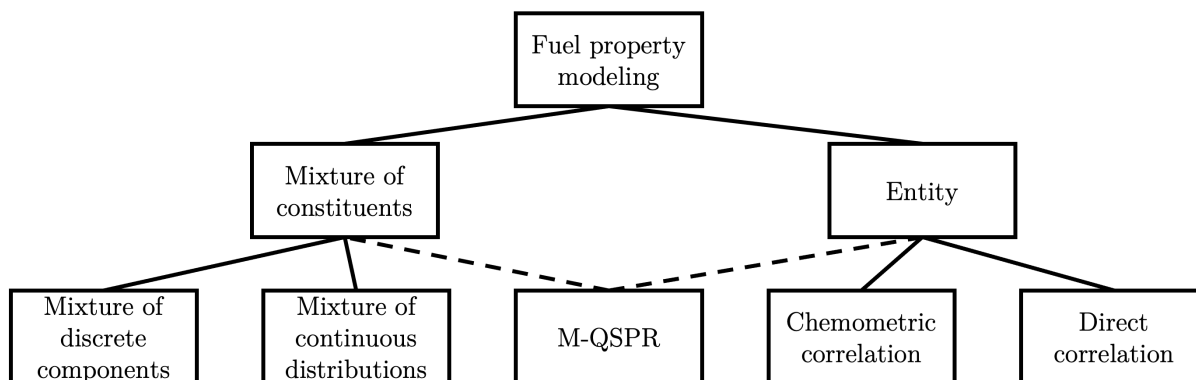 Fuel property
modeling
Mixture of
constituents
Entity
Mixture of
discrete
components
Mixture of
continuous
distributions
M-QSPR
Chemometric
correlation
Direct
correlation